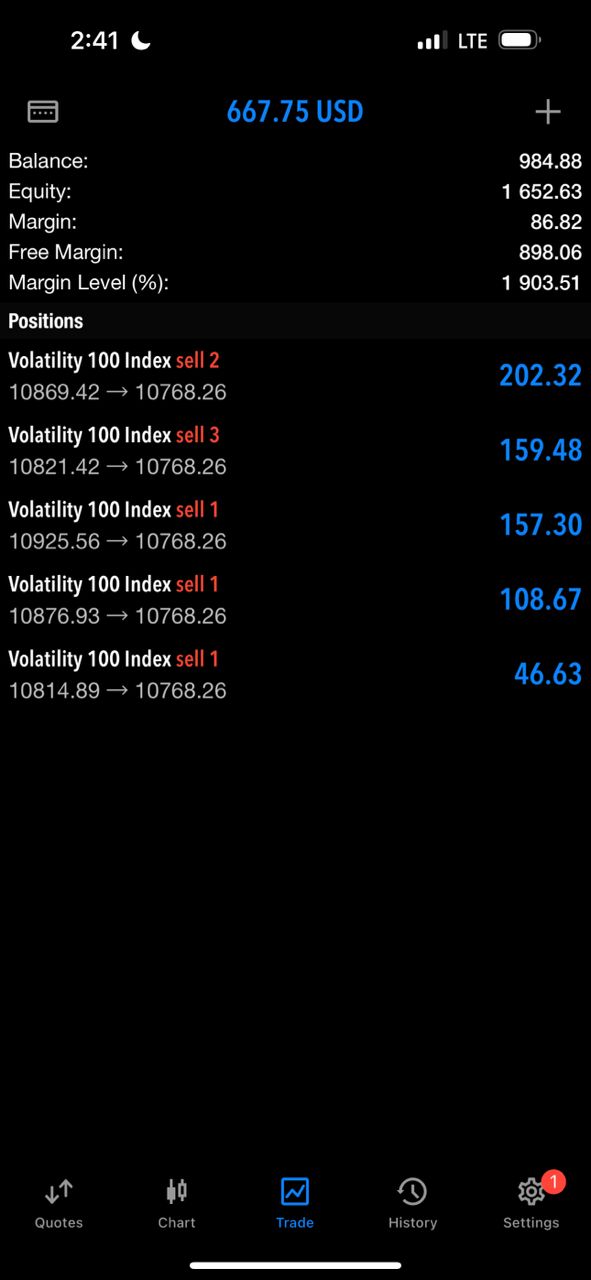 2:41 LTE
667.75 USD
Balance: 984.88
Equity: 1 652.63
Margin: 86.82
Free Margin: 898.06
Margin Level (%): 1 903.51
Positions
Volatility 100 Index sell 2
202.32
10869.42 → 10768.26
Volatility 100 Index sell 3
159.48
10821.42 → 10768.26
Volatility 100 Index sell 1
157.30
10925.56 → 10768.26
Volatility 100 Index sell 1
108.67
10876.93 → 10768.26
Volatility 100 Index sell 1
46.63
10814.89 → 10768.26
1
Quotes Chart Trade History Settings